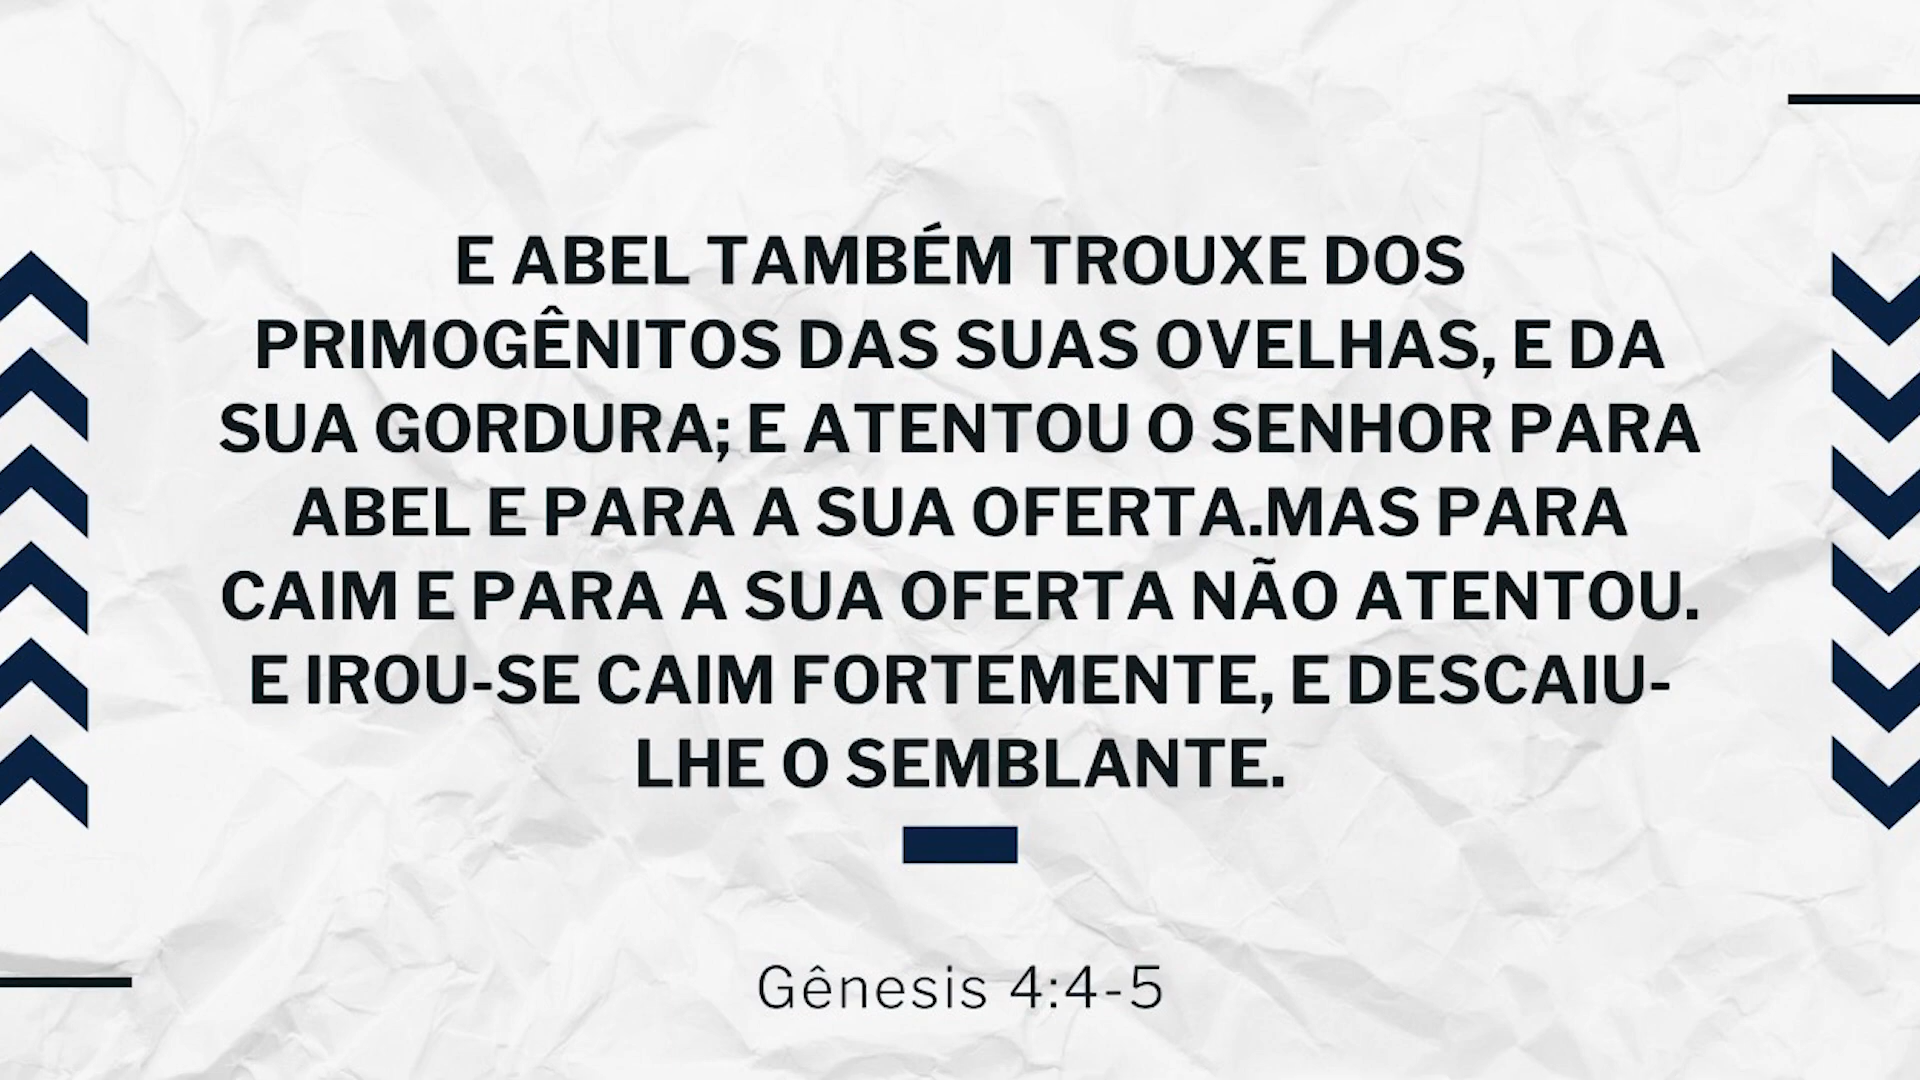 E ABEL TAMBÉM TROUXE DOS
PRIMOGÊNITOS DAS SUAS OVELHAS, E DA
SUA GORDURA; E ATENTOU O SENHOR PARA
ABEL E PARA A SUA OFERTA.MAS PARA
CAIM E PARA A SUA OFERTA NÃO ATENTOU.
E IROU-SE CAIM FORTEMENTE, E DESCAIU-
LHE O SEMBLANTE.
Gênesis 4:4-5